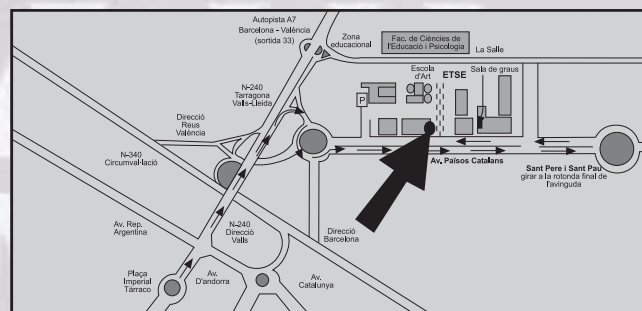 Autopista A7
Barcelona - València
(sortida 33)
Zona
educacional
Fac. de Ciències de
l'Educació i Psicologia
La Salle
N-240
Tarragona
Valls-Lleida
Escola
d'Art
ETSE
Sala de graus
P
Direcció
Reus
València
N-340
Circumval·lació
Av. Països Catalans
Sant Pere i Sant Pau
girar a la rotonda final de
l'avinguda
Av. Rep.
Argentina
N-240
Direcció
Valls
Direcció
Barcelona
Plaça
Imperial
Tàrraco
Av.
D'andorra
Av.
Catalunya